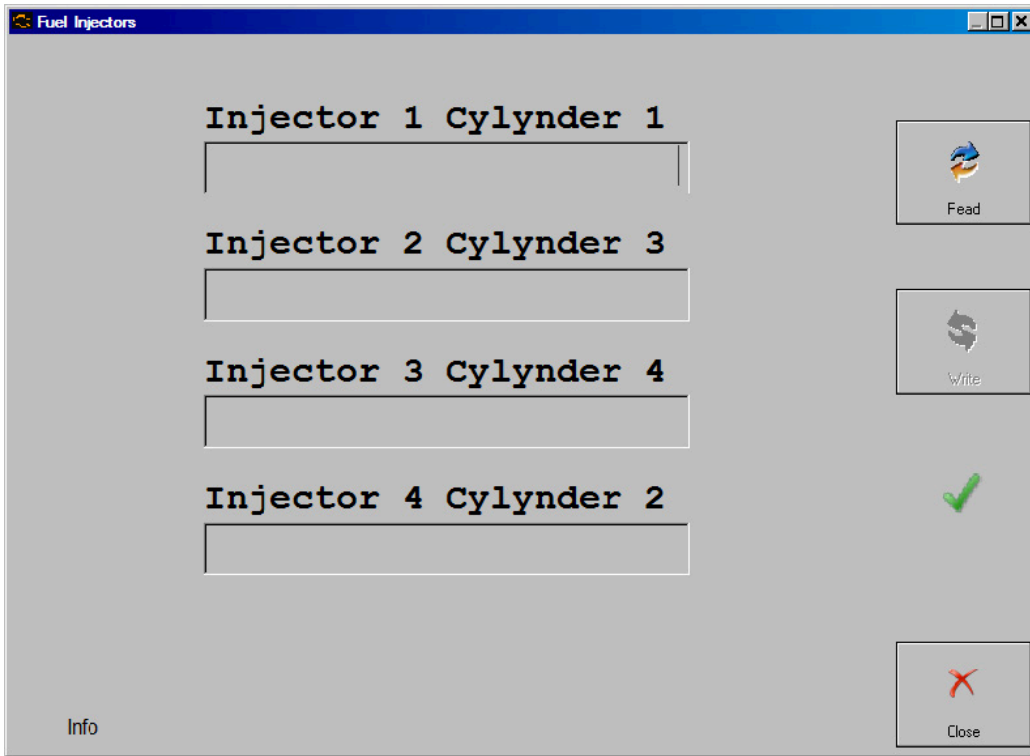 Fuel Injectors
Injector 1 Cylynder 1
Fead
Injector 2 Cylynder 3
Write
Injector 3 Cylynder 4
Injector 4 Cylynder 2
Info
Close